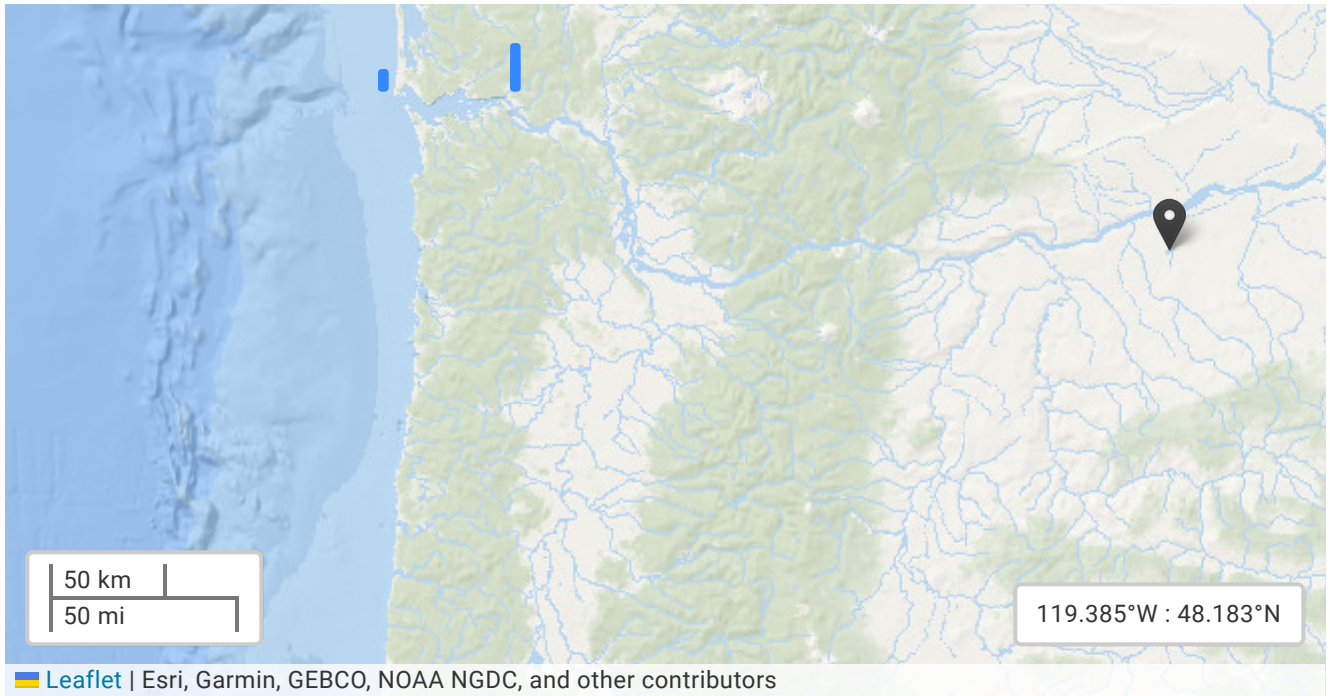 50 km
50 mi
119.385°W : 48.183°N
Leaflet | Esri, Garmin, GEBCO, NOAA NGDC, and other contributors